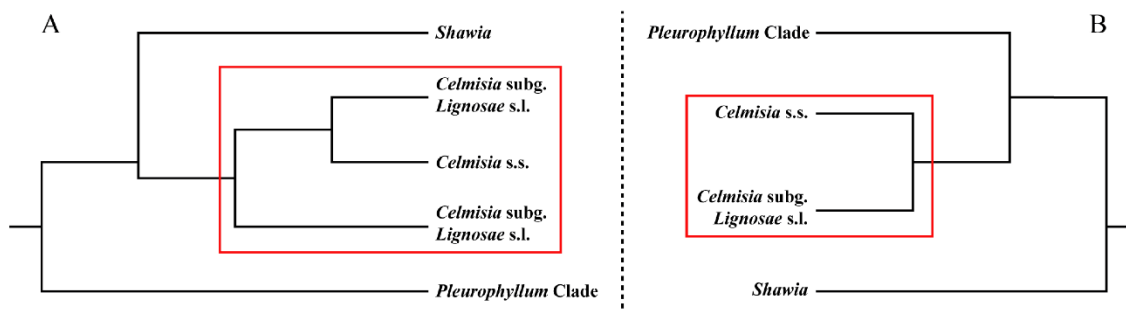 A
Shawia
Celmisia subg.
Lignosae s.l.
Celmisia s.s.
Celmisia subg.
Lignosae s.l.
Pleurophyllum Clade
B
Pleurophyllum Clade
Celmisia s.s.
Celmisia subg.
Lignosae s.l.
Shawia